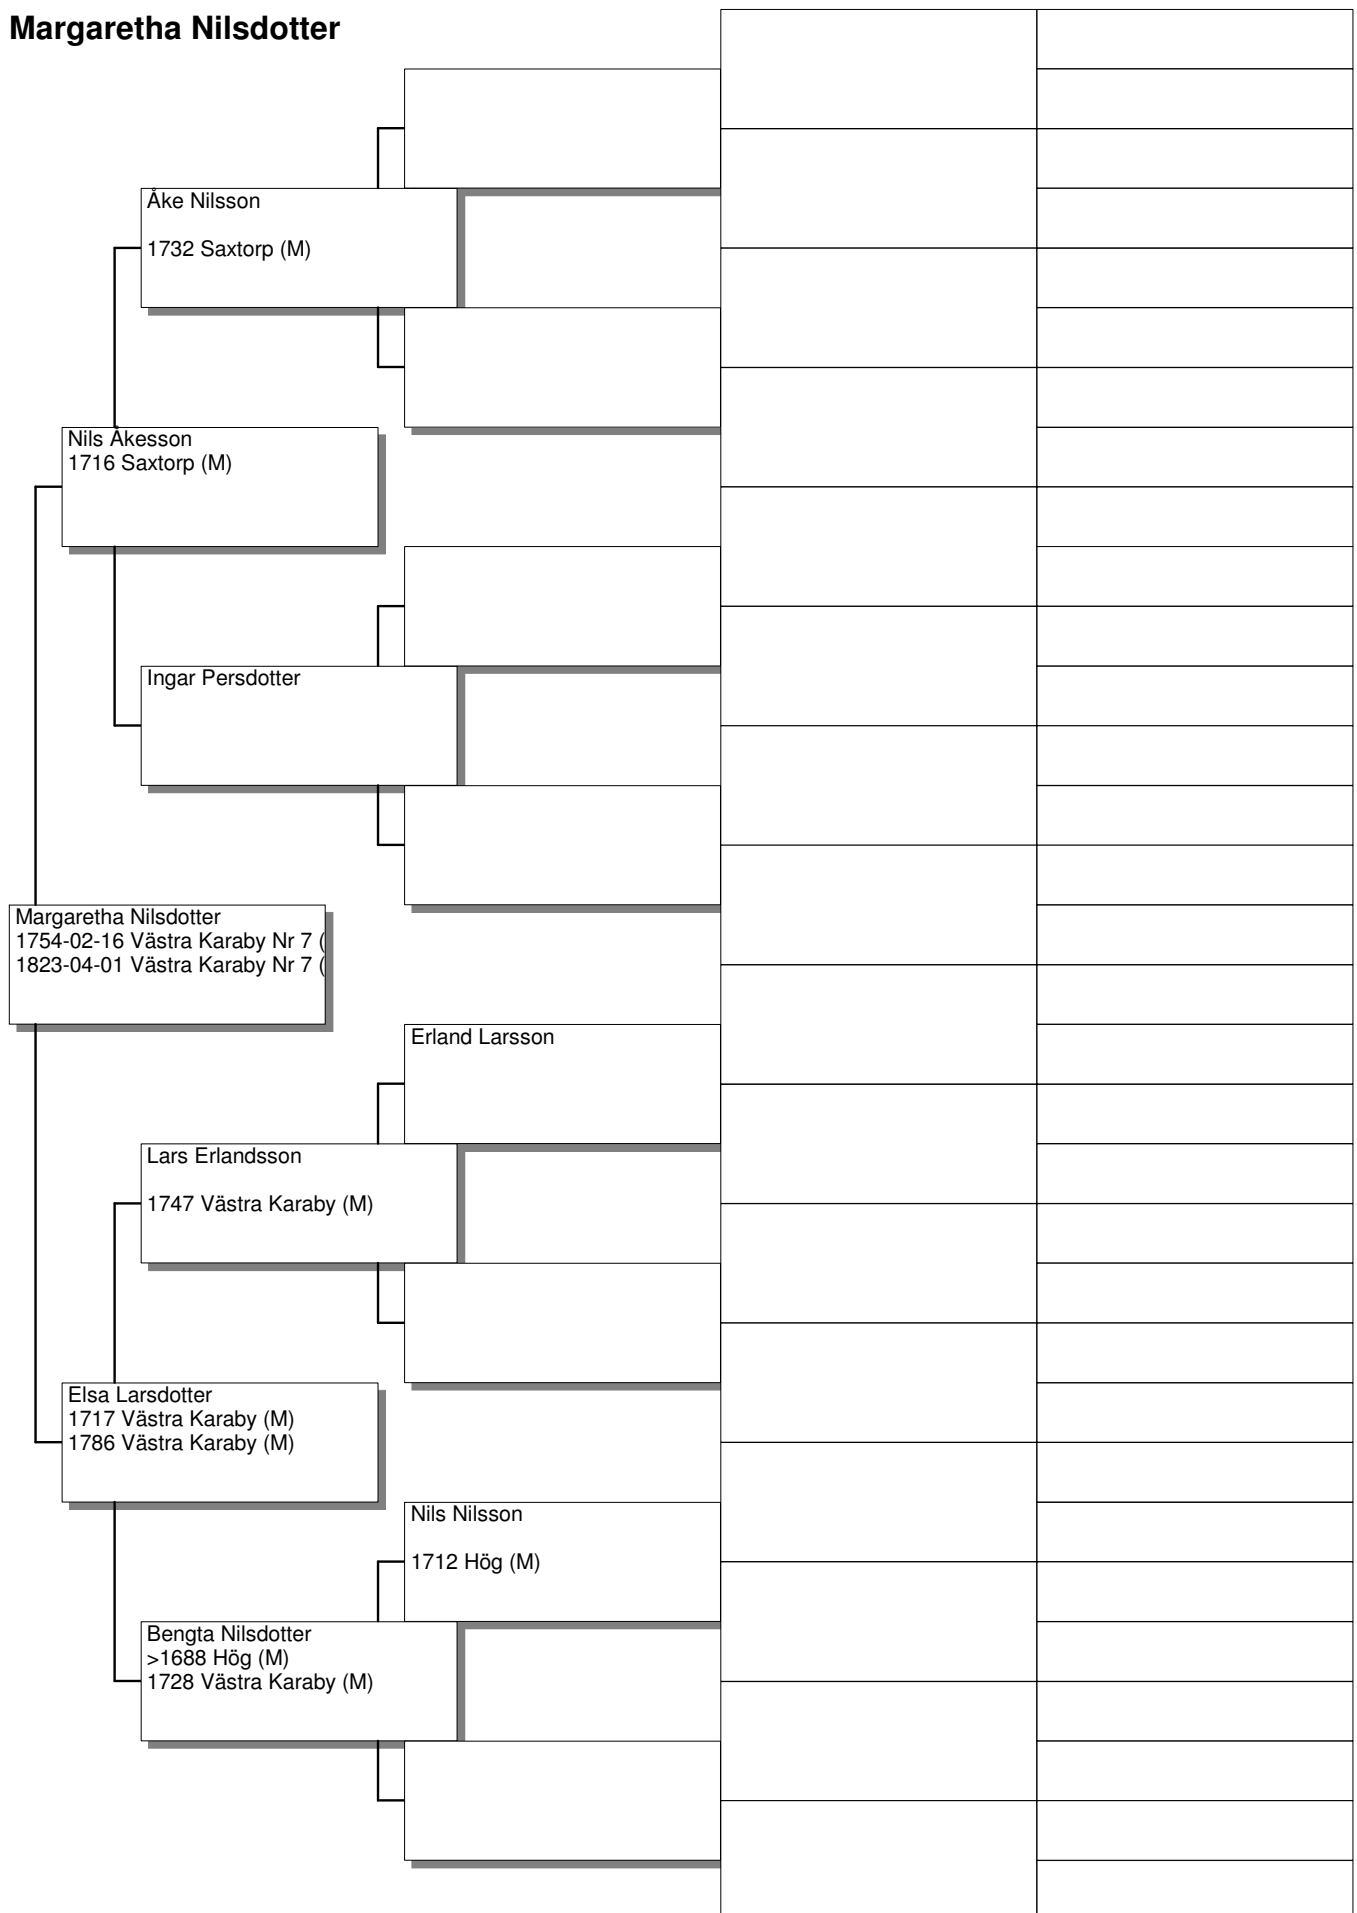 Margaretha Nilsdotter
Åke Nilsson
1732 Saxtorp (M)
Nils Åkesson
1716 Saxtorp (M)
Ingar Persdotter
Margaretha Nilsdotter
1754-02-16 Västra Karaby Nr 7 (
1823-04-01 Västra Karaby Nr 7 (
Erland Larsson
Lars Erlandsson
1747 Västra Karaby (M)
Elsa Larsdotter
1717 Västra Karaby (M)
1786 Västra Karaby (M)
Nils Nilsson
1712 Hög (M)
Bengta Nilsdotter
>1688 Hög (M)
1728 Västra Karaby (M)